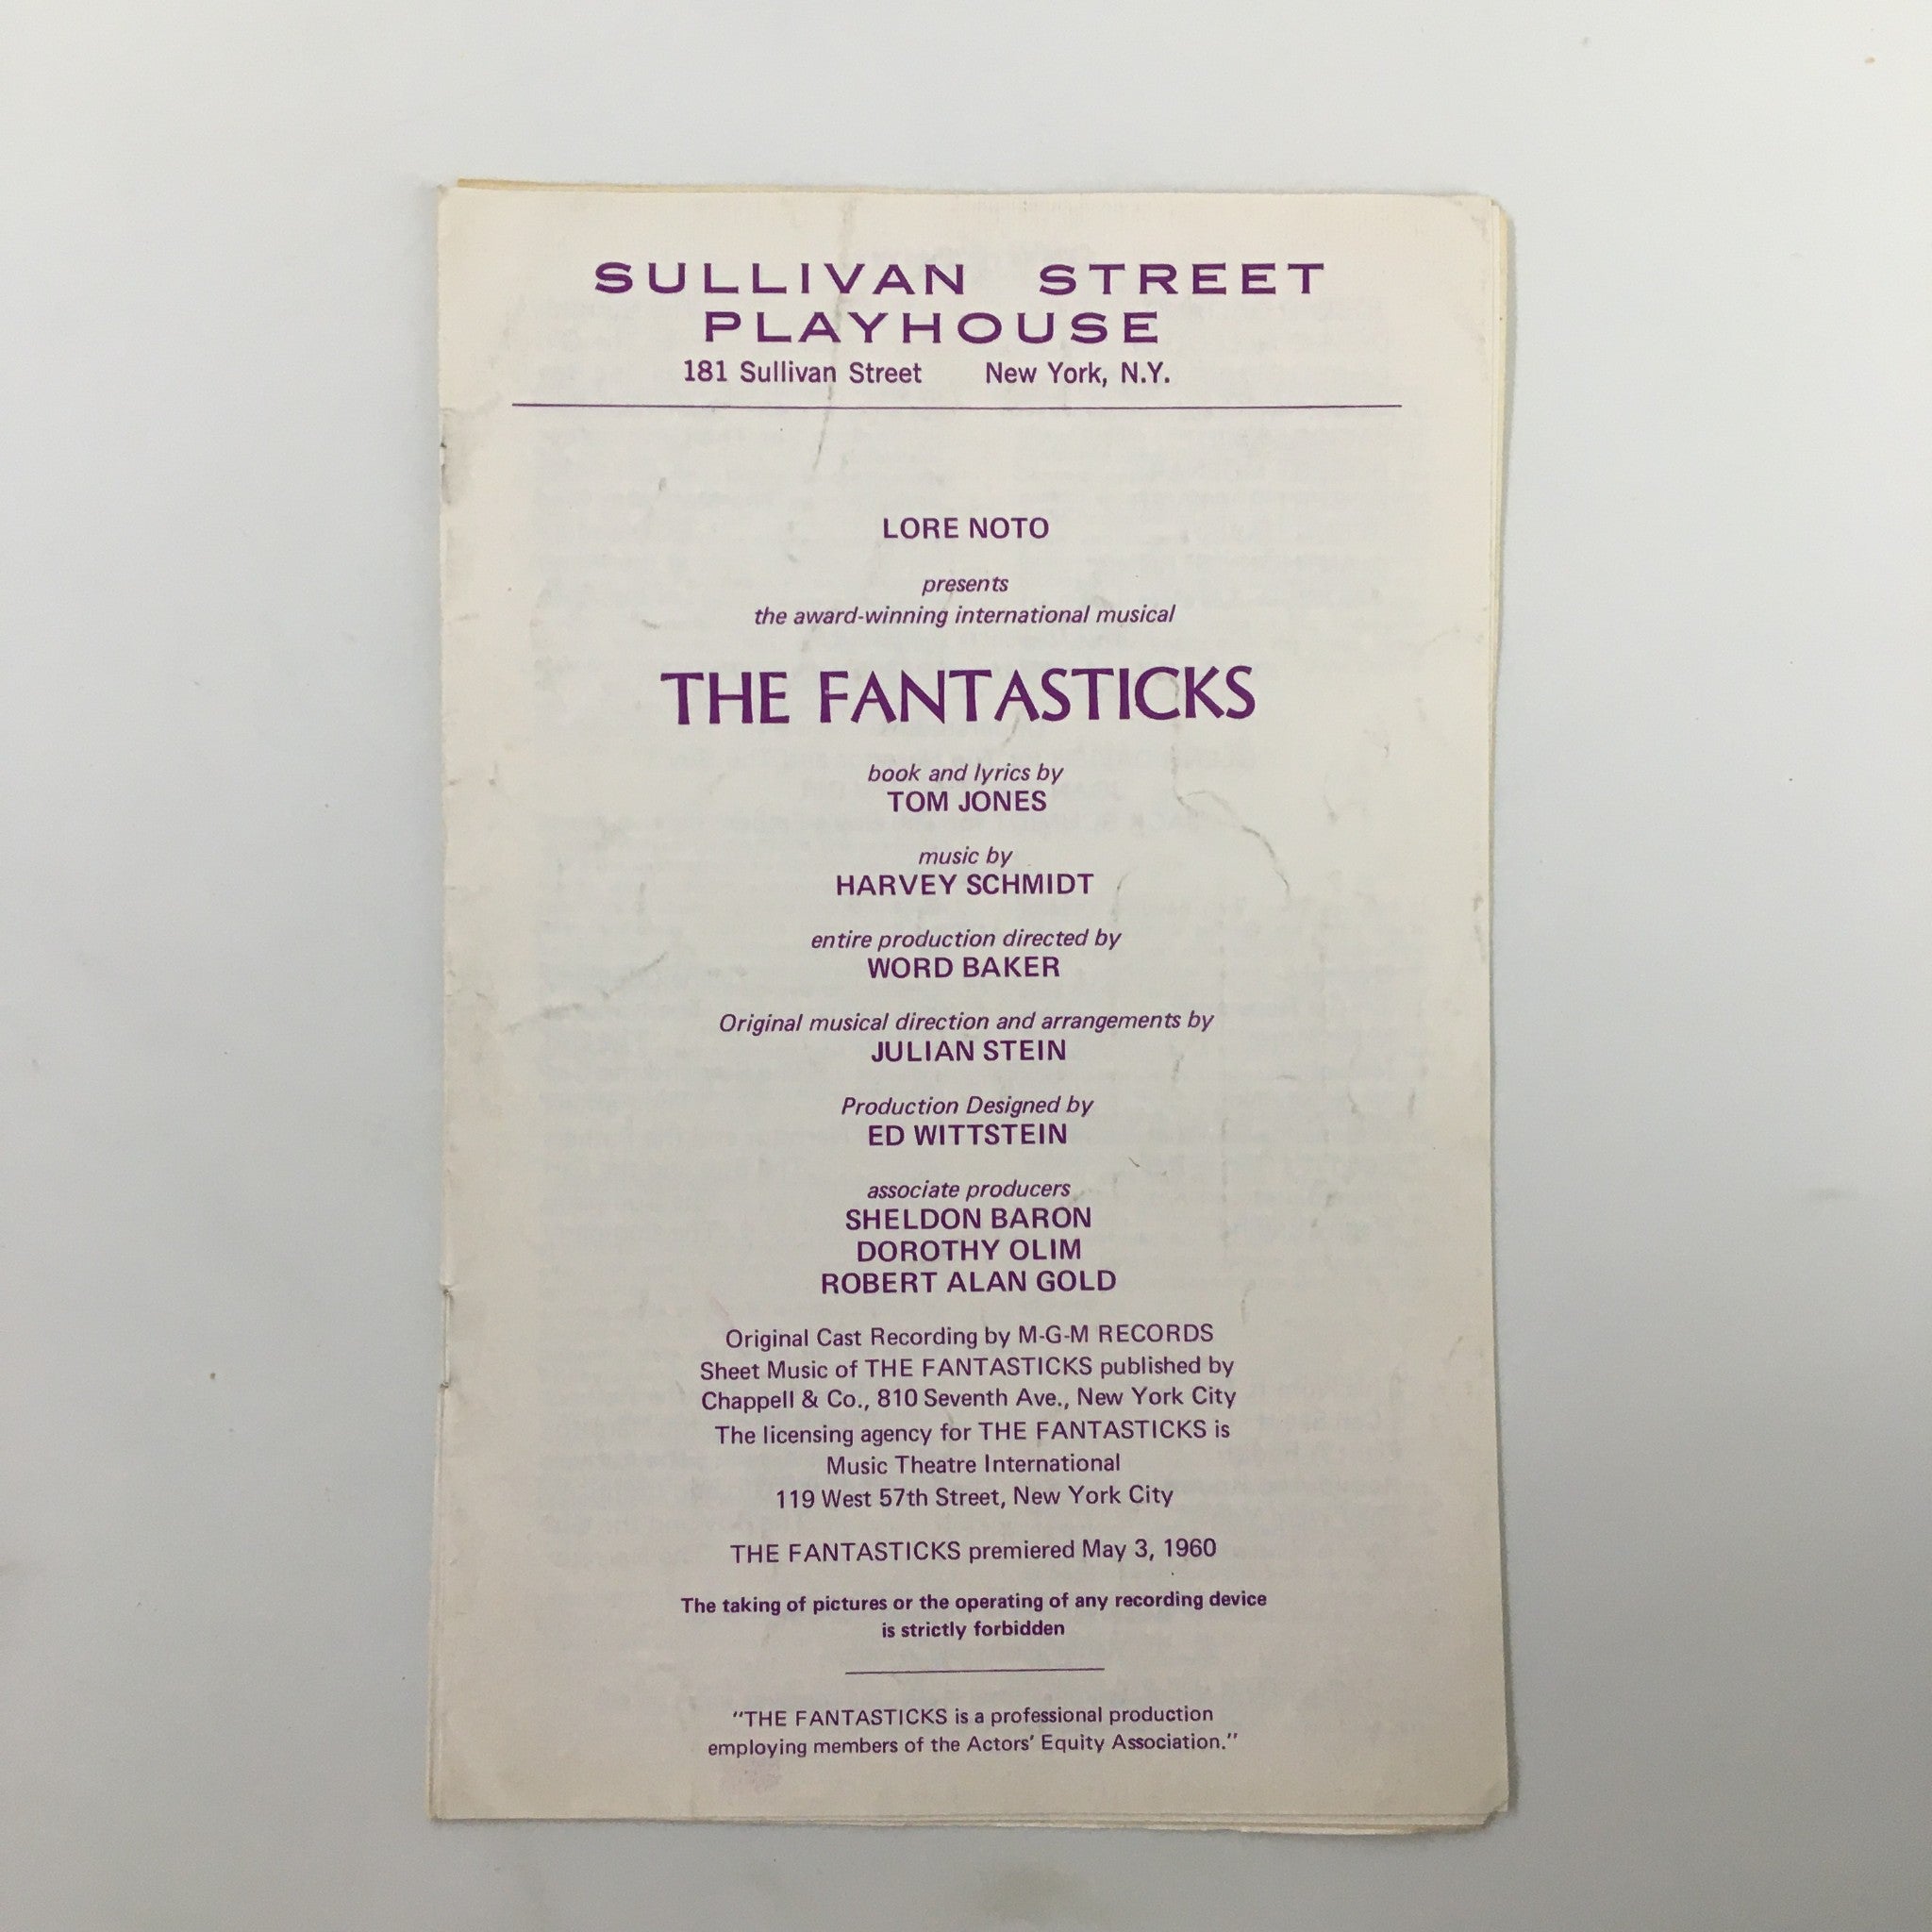 SULLIVAN STREET
PLAYHOUSE
181 Sullivan Street New York, N.Y.
LORE NOTO
presents
the award-winning international musical
THE FANTASTICKS
book and lyrics by
TOM JONES
music by
HARVEY SCHMIDT
entire production directed by
WORD BAKER
Original musical direction and arrangements by
JULIAN STEIN
Production Designed by
ED WITTSTEIN
associate producers
SHELDON BARON
DOROTHY OLIM
ROBERT ALAN GOLD
Original Cast Recording by M-G-M RECORDS
Sheet Music of THE FANTASTICKS published by
Chappell & Co., 810 Seventh Ave., New York City
The licensing agency for THE FANTASTICKS is
Music Theatre International
119 West 57th Street, New York City
THE FANTASTICKS premiered May 3, 1960
The taking of pictures or the operating of any recording device
is strictly forbidden
"THE FANTASTICKS is a professional production
employing members of the Actors' Equity Association."